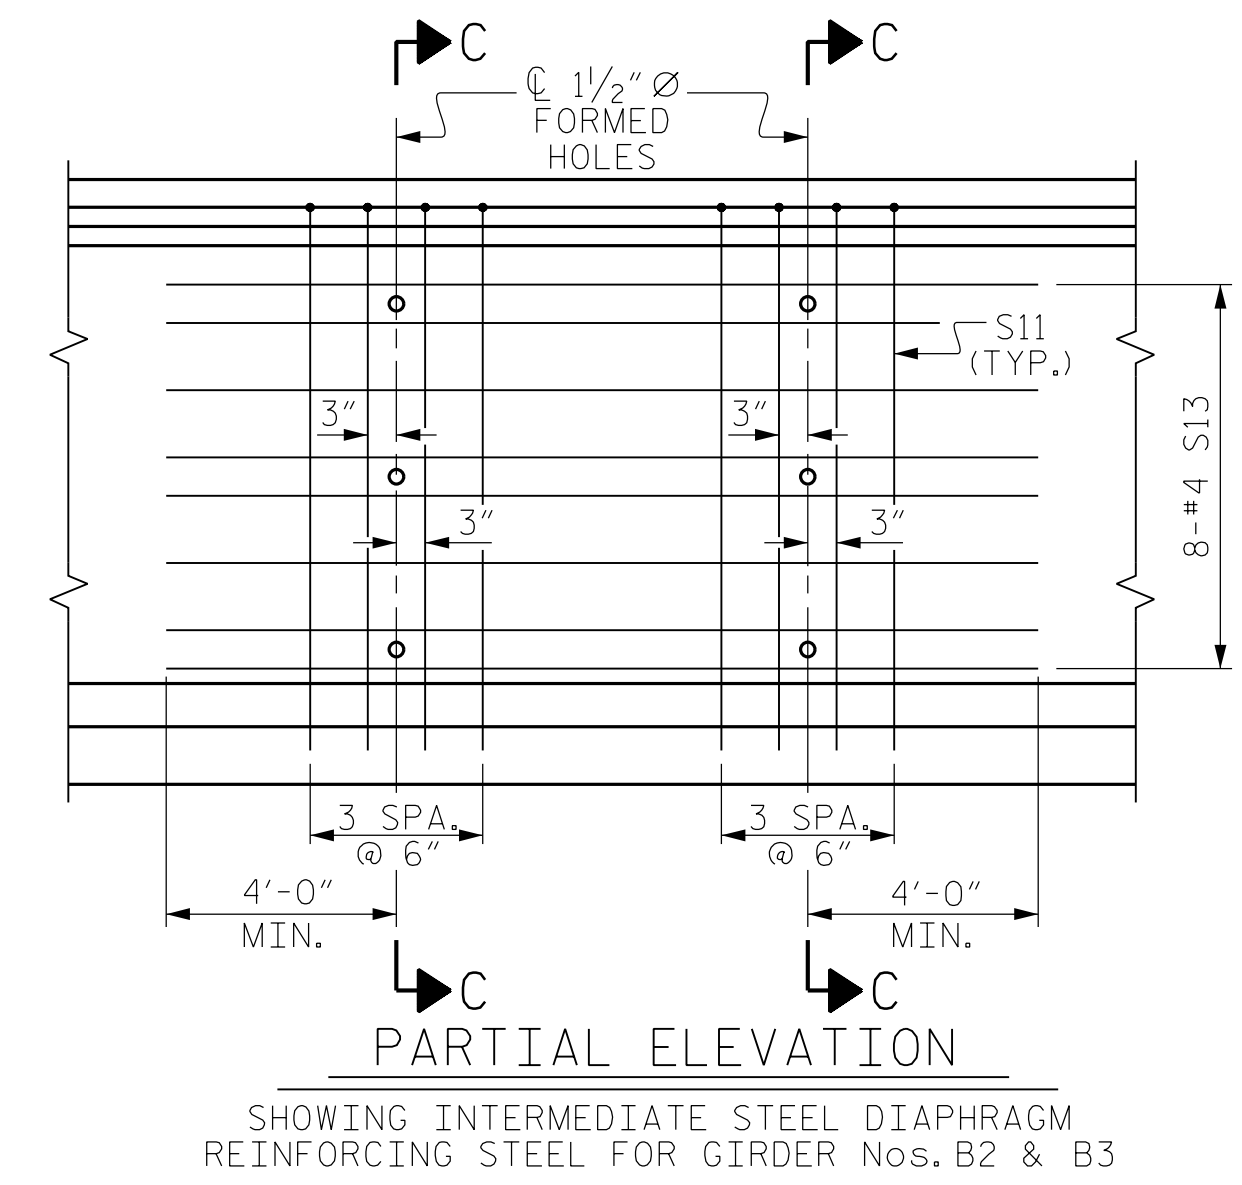 C C
℄ 1½" Ø
FORMED
HOLES
S11
(TYP.)
3" 3"
8-#4 S13
3" 3"
3 SPA. 3 SPA.
@ 6" @ 6"
4'-0" 4'-0"
MIN. MIN.
C C
PARTIAL ELEVATION
SHOWING INTERMEDIATE STEEL DIAPHRAGM
REINFORCING STEEL FOR GIRDER Nos. B2 & B3